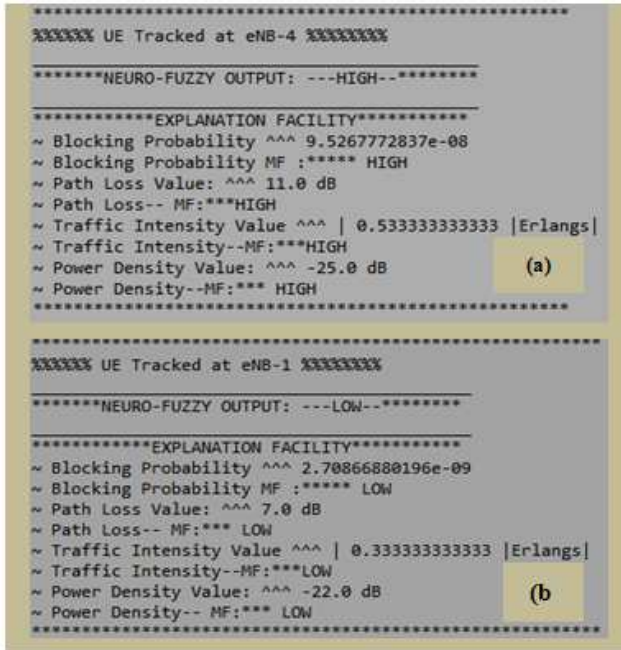 *******************************************************
%%%%%% UE Tracked at eNB-4 %%%%%%%%
*******NEURO-FUZZY OUTPUT: ---HIGH--********
************EXPLANATION FACILITY***********
~ Blocking Probability ^^^ 9.5267772837e-08
~ Blocking Probability MF :***** HIGH
~ Path Loss Value: ^^^ 11.0 dB
~ Path Loss-- MF:***HIGH
~ Traffic Intensity Value ^^^ | 0.533333333333 |Erlangs|
~ Traffic Intensity--MF:***HIGH
~ Power Density Value: ^^^ -25.0 dB
~ Power Density--MF:*** HIGH
(a)
*******************************************************
**********************************************************
%%%%%% UE Tracked at eNB-1 %%%%%%%%
*******NEURO-FUZZY OUTPUT: ---LOW--********
************EXPLANATION FACILITY***********
~ Blocking Probability ^^^ 2.70866880196e-09
~ Blocking Probability MF :***** LOW
~ Path Loss Value: ^^^ 7.0 dB
~ Path Loss-- MF:*** LOW
~ Traffic Intensity Value ^^^ | 0.333333333333 |Erlangs|
~ Traffic Intensity--MF:***LOW
~ Power Density Value: ^^^ -22.0 dB
~ Power Density-- MF:*** LOW
(b
**********************************************************